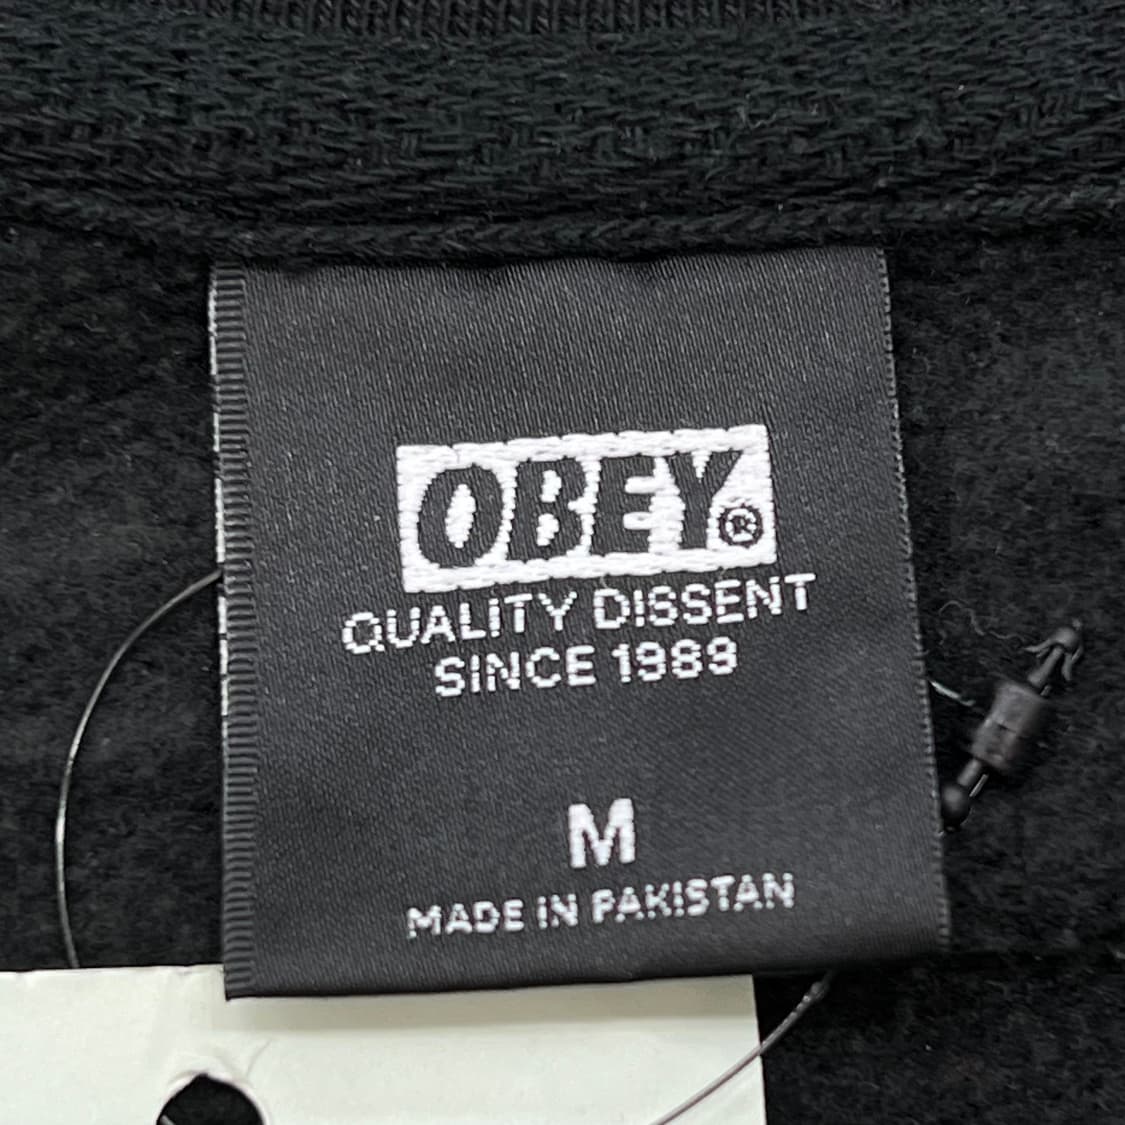 OBEY®
QUALITY DISSENT
SINCE 1989
M
MADE IN PAKISTAN